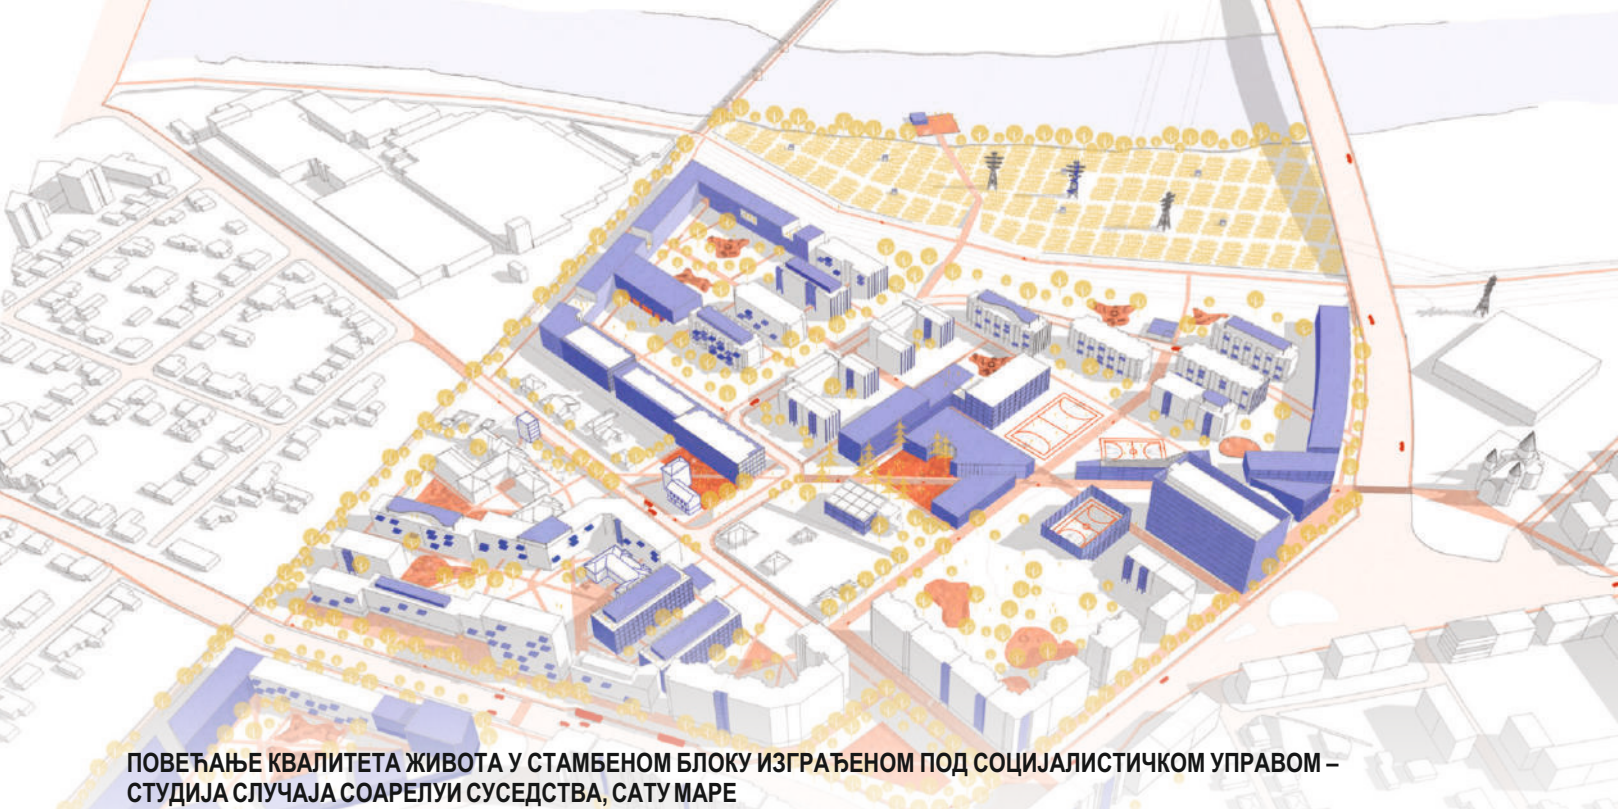 ПОВЕЋАЊЕ КВАЛИТЕТА ЖИВОТА У СТАМБЕНОМ БЛОКУ ИЗГРАЂЕНОМ ПОД СОЦИЈАЛИСТИЧКОМ УПРАВОМ –
СТУДИЈА СЛУЧАЈА СОАРЕЛУИ СУСЕДСТВА, САТУ МАРЕ